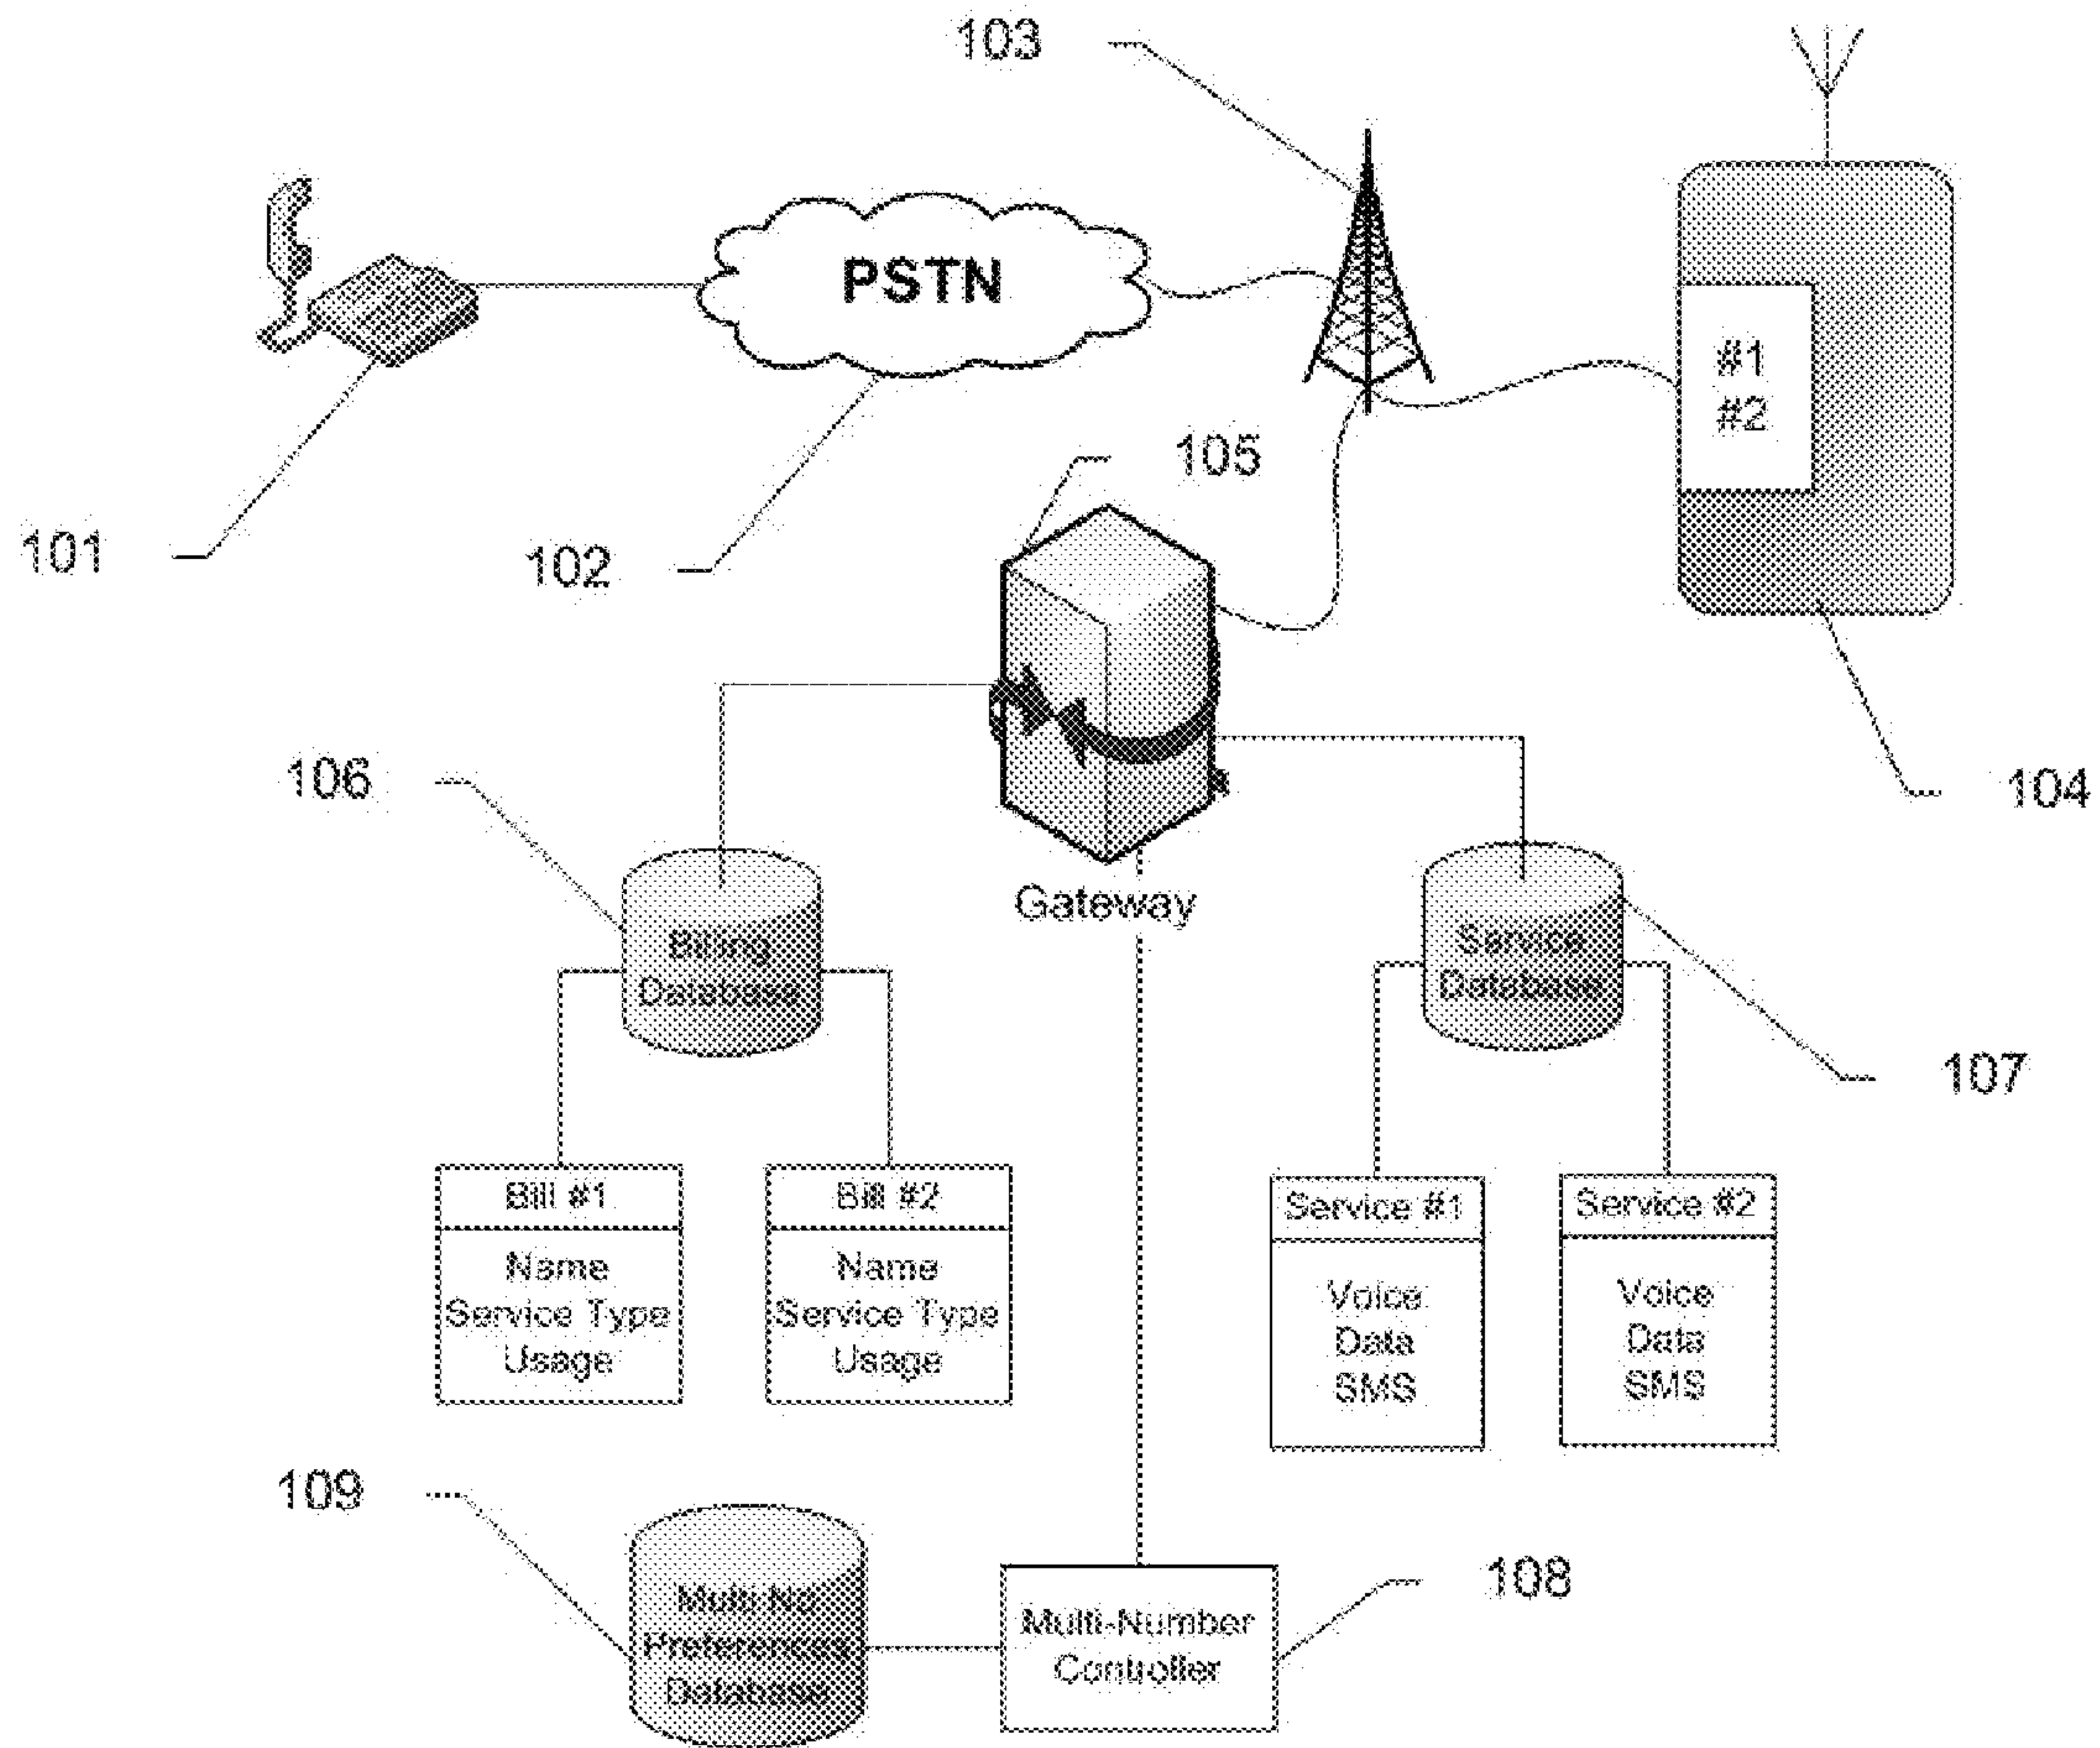 103
PSTN
#1
#2
105
101
102
104
106
Gateway
Billing
Database
Service
Database
107
Bill #1
Bill #2
Name
Service Type
Usage
Name
Service Type
Usage
Service #1
Service #2
Voice
Data
SMS
Voice
Data
SMS
109
Multi-No
Preferences
Database
Multi-Number
Controller
108